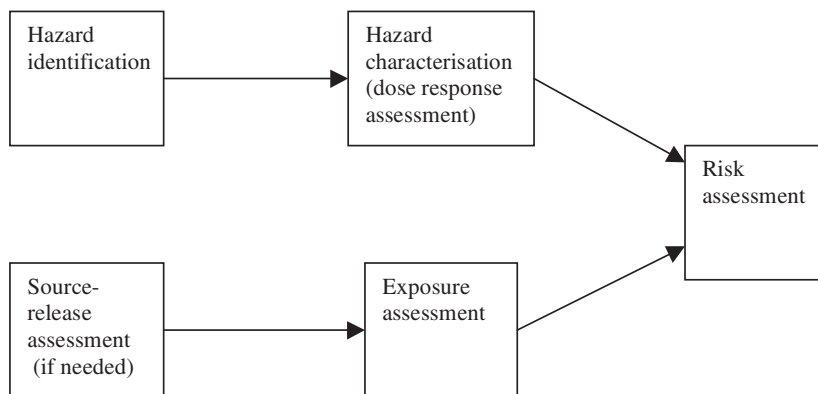 Hazard
identification
Hazard
characterisation
(dose response
assessment)
Risk
assessment
Source-
release
assessment
(if needed)
Exposure
assessment